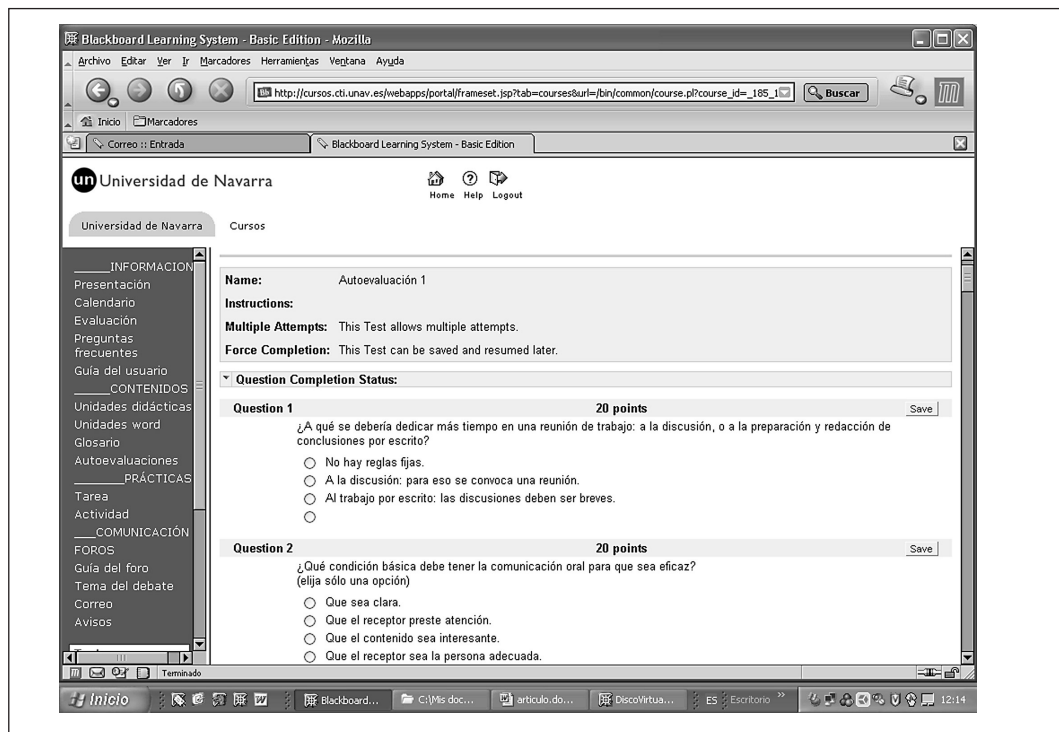 Blackboard Learning System - Basic Edition - Mozilla
Archivo Editar Ver Ir Marcadores Herramientas Ventana Ayuda
http://cursos.cti.unav.es/webapps/portal/frameset.jsp?tab=courses&url=/bin/common/course.pl?course_id=_185_1
Buscar
Inicio Marcadores
Correo :: Entrada
Blackboard Learning System - Basic Edition
un Universidad de Navarra
Home Help Logout
Universidad de Navarra
Cursos
_____INFORMACION
Presentación
Calendario
Evaluación
Preguntas
frecuentes
Guía del usuario
_____CONTENIDOS
Unidades didácticas
Unidades word
Glosario
Autoevaluaciones
_______PRÁCTICAS
Tarea
Actividad
___COMUNICACIÓN
FOROS
Guía del foro
Tema del debate
Correo
Avisos
Name: Autoevaluación 1
Instructions:
Multiple Attempts: This Test allows multiple attempts.
Force Completion: This Test can be saved and resumed later.
Question Completion Status:
Question 1 20 points Save
¿A qué se debería dedicar más tiempo en una reunión de trabajo: a la discusión, o a la preparación y redacción de
conclusiones por escrito?
No hay reglas fijas.
A la discusión: para eso se convoca una reunión.
Al trabajo por escrito: las discusiones deben ser breves.
Question 2 20 points Save
¿Qué condición básica debe tener la comunicación oral para que sea eficaz?
(elija sólo una opción)
Que sea clara.
Que el receptor preste atención.
Que el contenido sea interesante.
Que el receptor sea la persona adecuada.
Terminado
Inicio Blackboard... C:\Mis doc... articulo.do... DiscoVirtua... ES Escritorio » 12:14